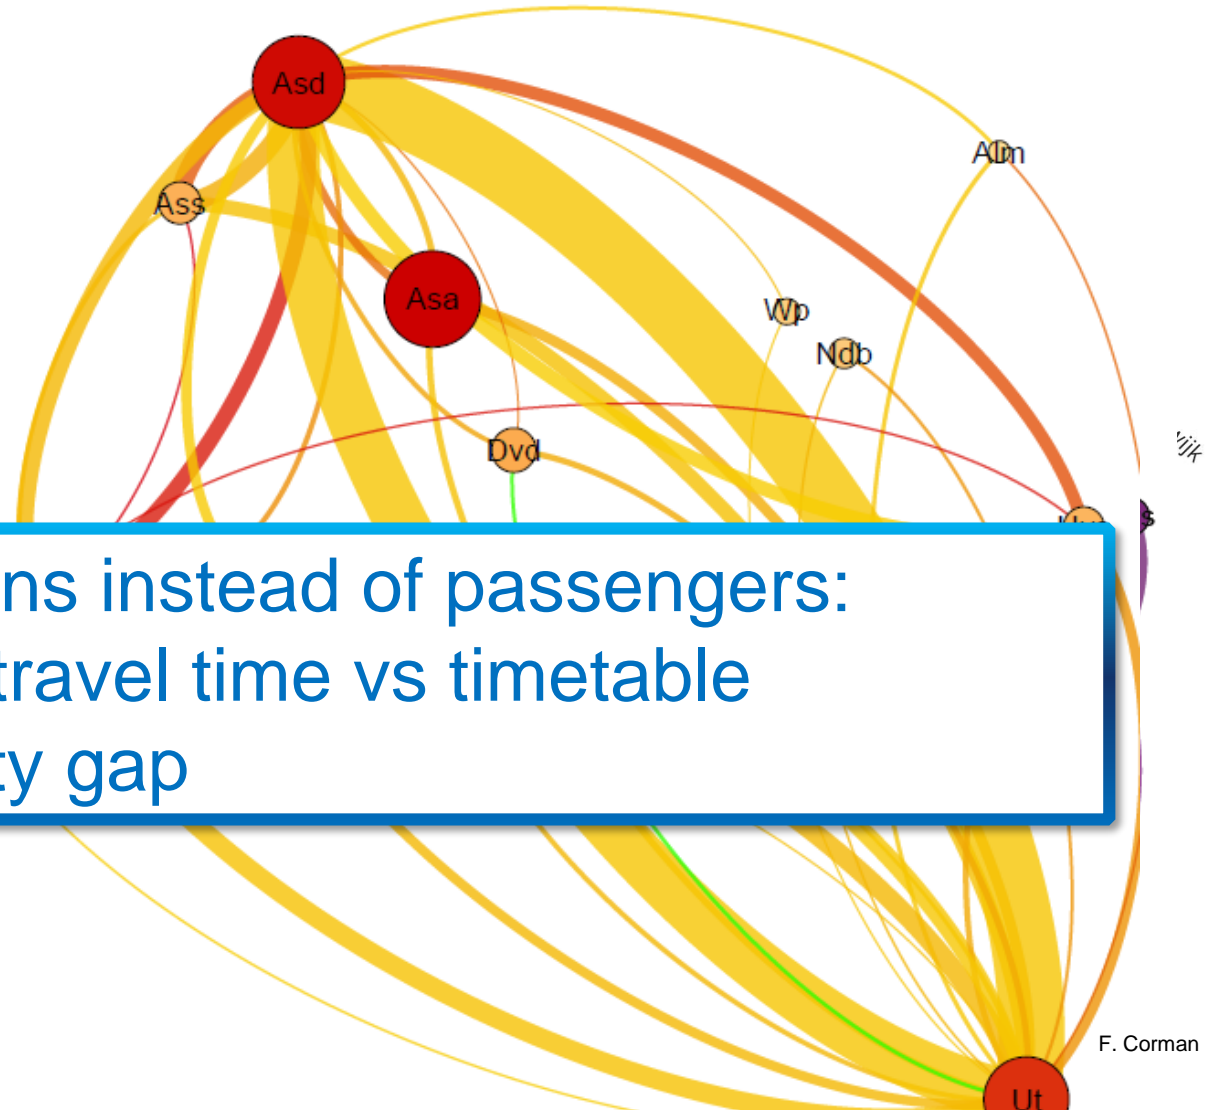 Asd
Alm
Ass
Asa
Wp
Ndb
Dvd
ns instead of passengers:
travel time vs timetable
ty gap
F. Corman
Ut